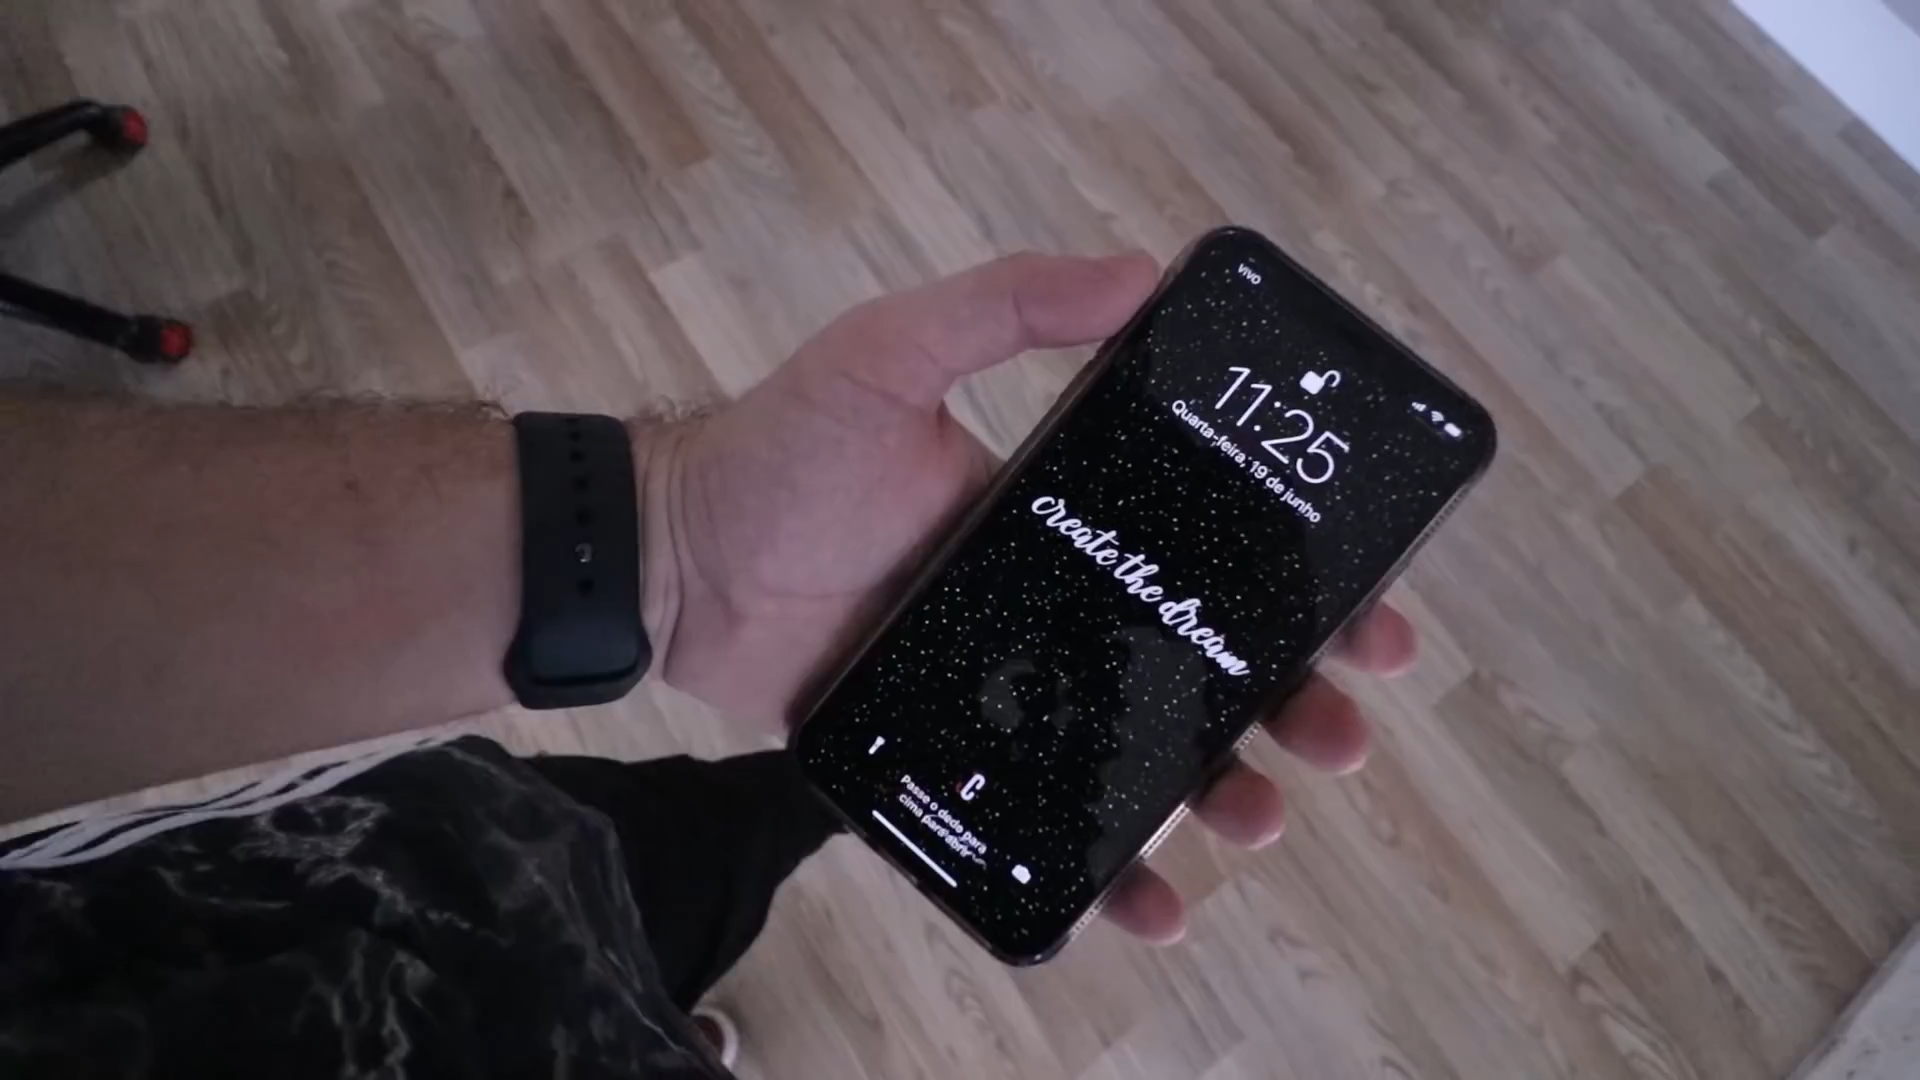 vivo
11:25
Quarta-feira, 19 de junho
create the dream
C
Passe o dedo para
cima para abrir